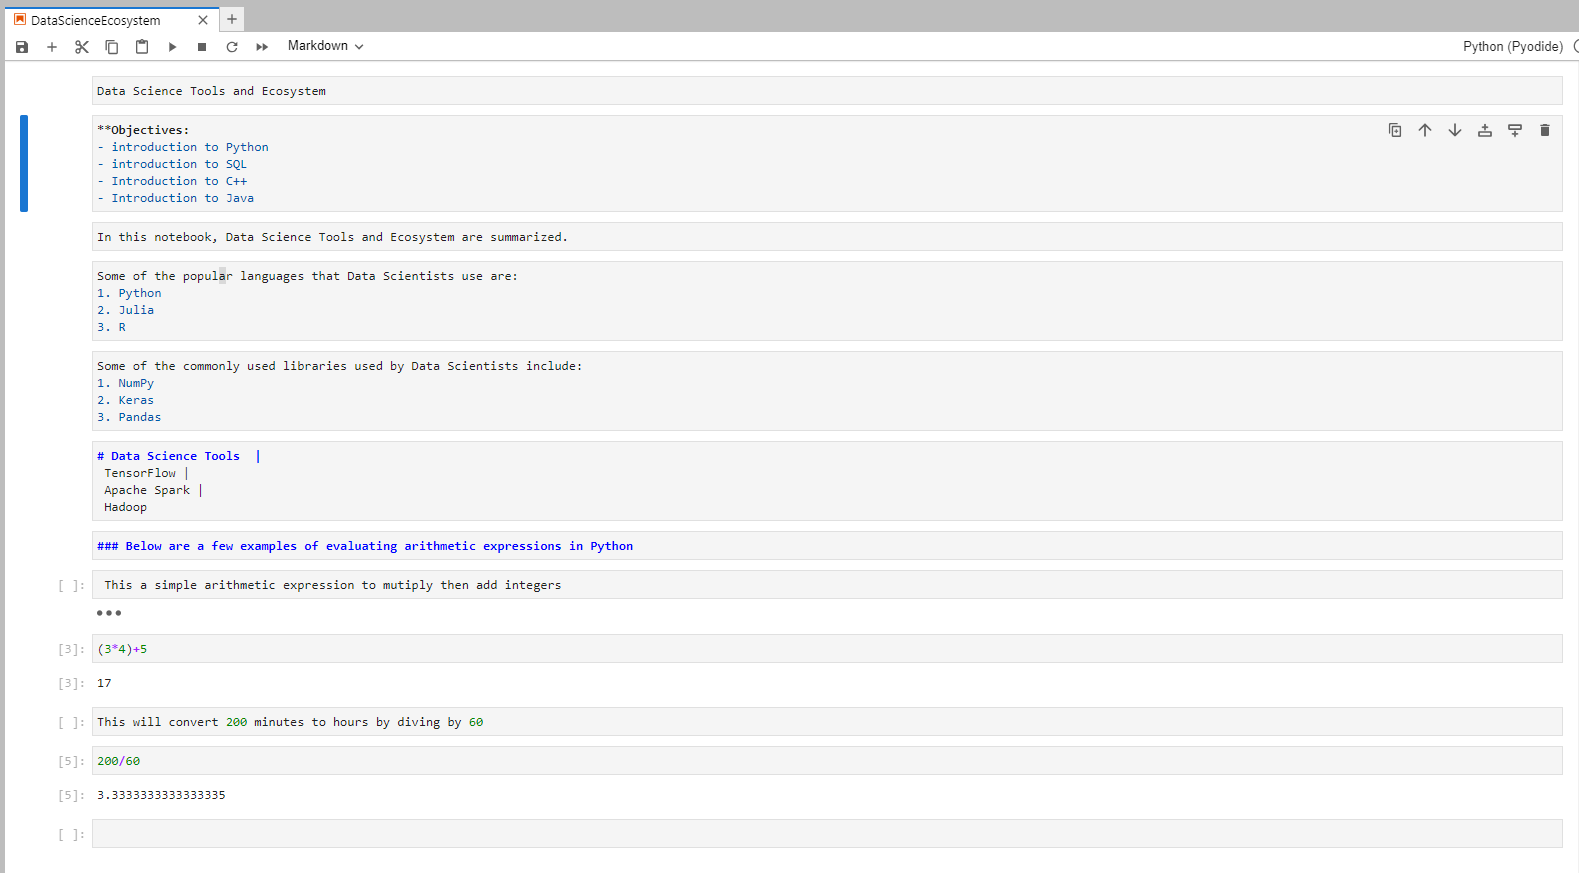 DataScienceEcosystem
Markdown
Python (Pyodide)
Data Science Tools and Ecosystem
**Objectives:
- introduction to Python
- introduction to SQL
- Introduction to C++
- Introduction to Java
In this notebook, Data Science Tools and Ecosystem are summarized.
Some of the popular languages that Data Scientists use are:
1. Python
2. Julia
3. R
Some of the commonly used libraries used by Data Scientists include:
1. NumPy
2. Keras
3. Pandas
# Data Science Tools |
TensorFlow |
Apache Spark |
Hadoop
### Below are a few examples of evaluating arithmetic expressions in Python
[ ]: This a simple arithmetic expression to mutiply then add integers
[3]: (3*4)+5
[3]: 17
[ ]: This will convert 200 minutes to hours by diving by 60
[5]: 200/60
[5]: 3.3333333333333335
[ ]: